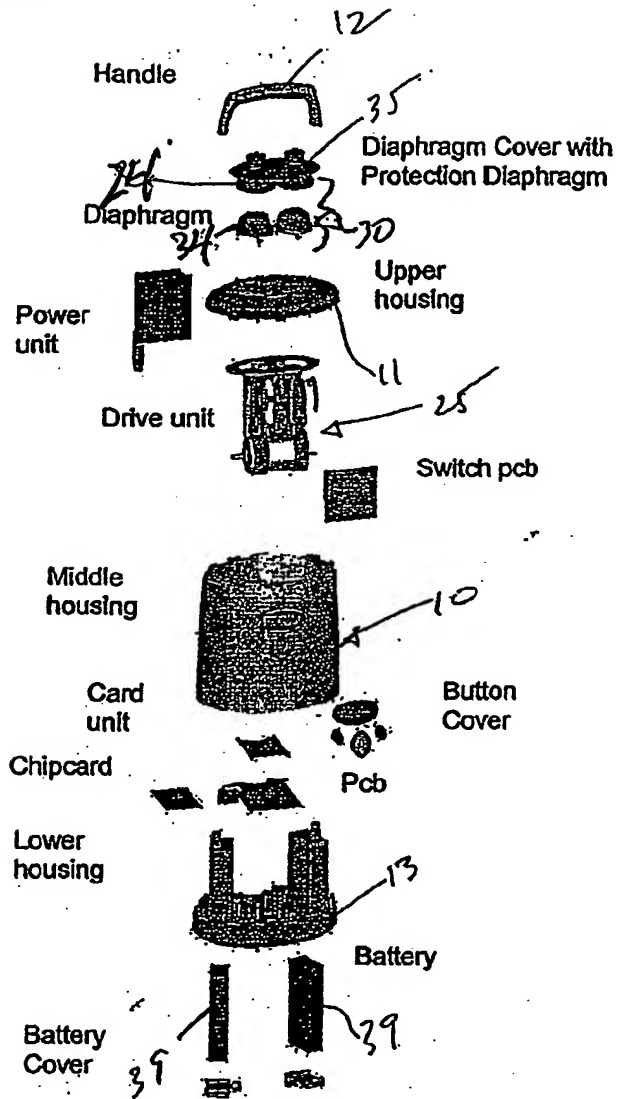 12
Handle
35
Diaphragm Cover with
Protection Diaphragm
Diaphragm
34
30
Upper
housing
Power
unit
11
Drive unit
25
Switch pcb
Middle
housing
10
Card
unit
Button
Cover
Chipcard
Pcb
Lower
housing
13
Battery
Battery
Cover
39
39